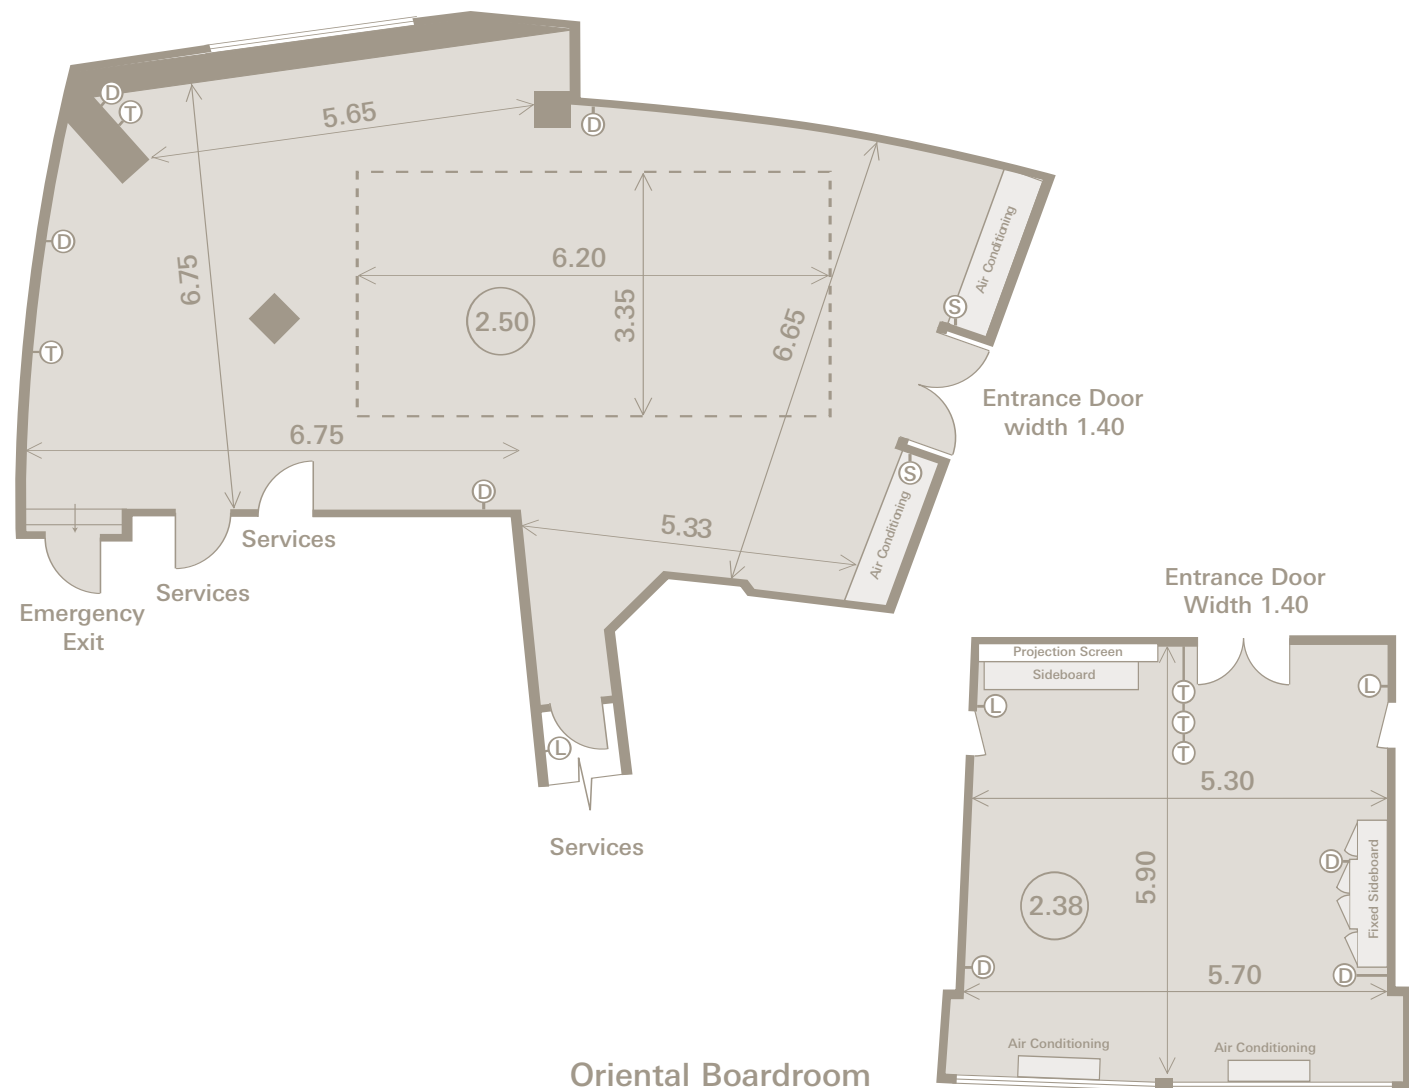 D
T
5.65
D
Air Conditioning
D
6.75
6.20
2.50
3.35
6.65
S
T
Entrance Door
width 1.40
6.75
S
D
Air Conditioning
5.33
Services
Services
Emergency
Exit
L
Services
Entrance Door
Width 1.40
Projection Screen
Sideboard
L
T
T
T
L
5.30
5.90
D
Fixed Sideboard
2.38
D
D
5.70
Air Conditioning
Air Conditioning
Oriental Boardroom